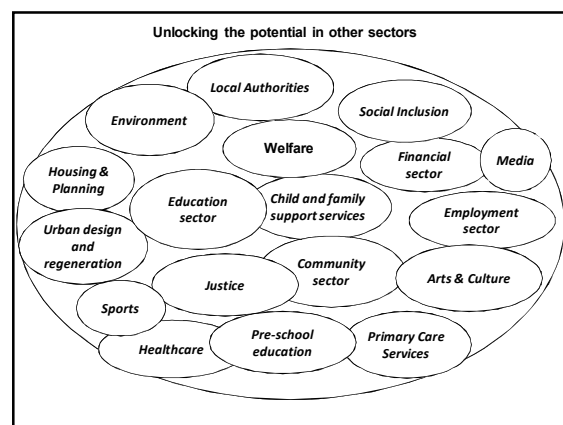 Unlocking the potential in other sectors
Local Authorities
Social Inclusion
Environment
Welfare
Financial
sector
Media
Housing &
Planning
Education
sector
Child and family
support services
Employment
sector
Urban design
and
regeneration
Community
sector
Arts & Culture
Justice
Sports
Healthcare
Pre-school
education
Primary Care
Services